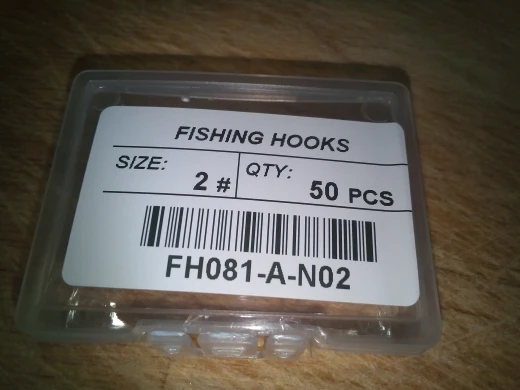 FISHING HOOKS
SIZE: 2 # QTY: 50 PCS
FH081-A-N02